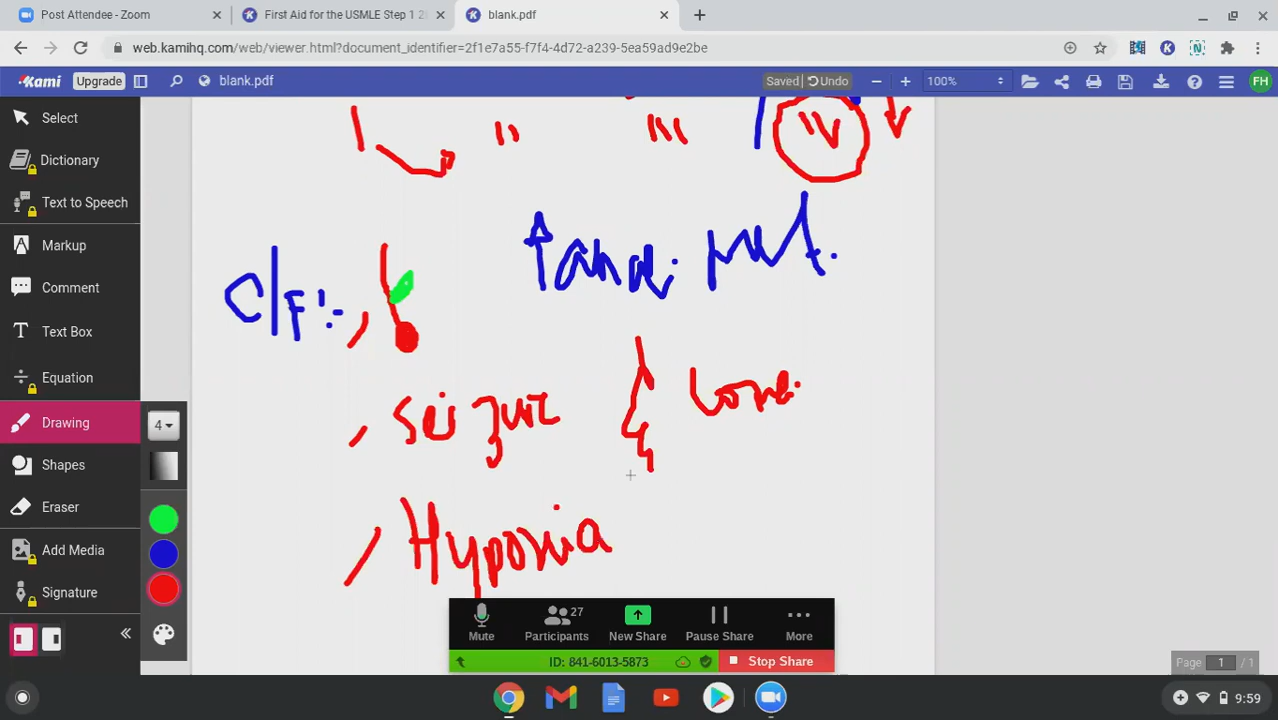 Post Attendee - Zoom
First Aid for the USMLE Step 1 2
blank.pdf
web.kamihq.com/web/viewer.html?document_identifier=2f1e7a55-f7f4-4d72-a239-5ea59ad9e2be
Kami Upgrade blank.pdf Saved Undo 100% FH
Select
Dictionary
Text to Speech
Markup
Comment
Text Box
Equation
Drawing 4
Shapes
Eraser
Add Media
Signature
II III IV
C/F:-
Seizure
Hypoxia
Mute
27
Participants
New Share
Pause Share
More
ID: 841-6013-5873 Stop Share
Page 1 / 1
9:59